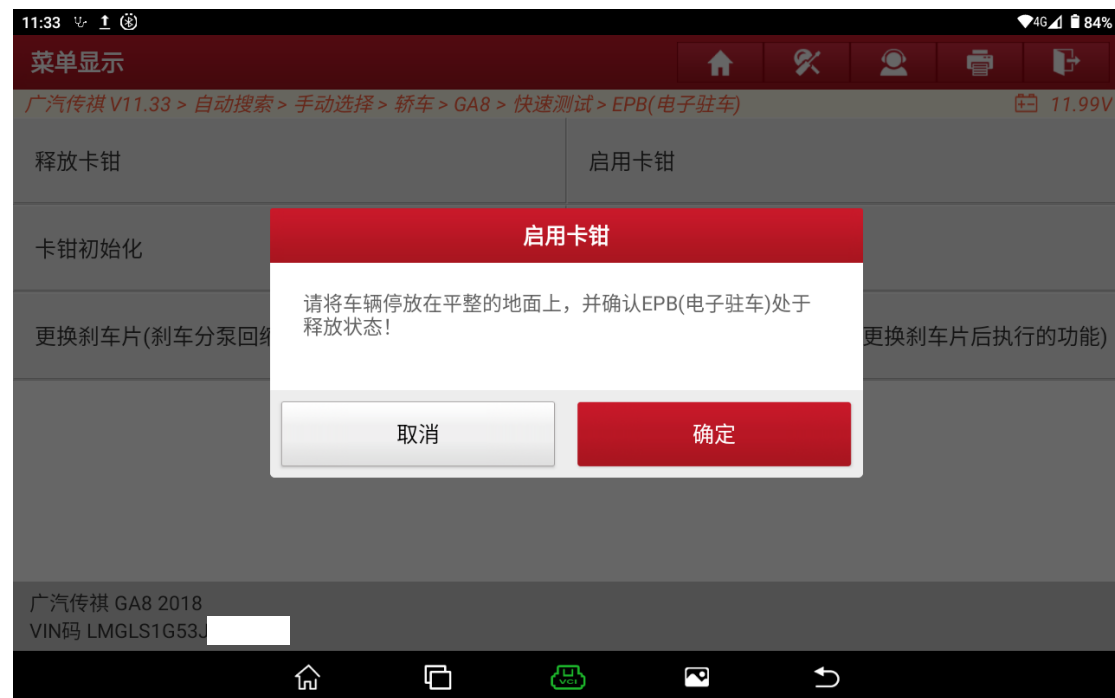 11:33
4G 84%
菜单显示
广汽传祺 V11.33 > 自动搜索 > 手动选择 > 轿车 > GA8 > 快速测试 > EPB(电子驻车)
11.99V
释放卡钳
启用卡钳
卡钳初始化
启用卡钳
请将车辆停放在平整的地面上，并确认EPB(电子驻车)处于
释放状态！
更换刹车片(刹车分泵回缩
更换刹车片后执行的功能)
取消
确定
广汽传祺 GA8 2018
VIN码 LMGLS1G53J
VCI